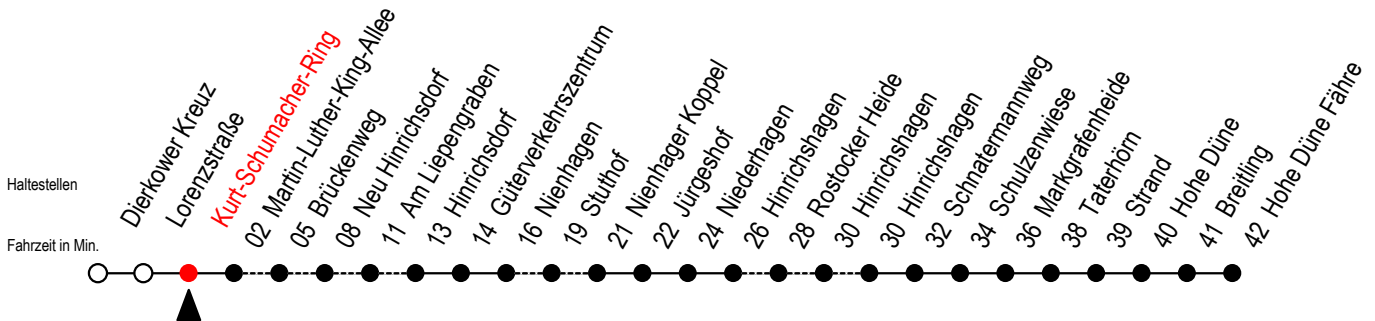 Haltestellen
Fahrzeit in Min.
Dierkower Kreuz
Lorenzstraße
Kurt-Schumacher-Ring
02 Martin-Luther-King-Allee
05 Brückenweg
08 Neu Hinrichsdorf
11 Am Liepengraben
13 Hinrichsdorf
14 Güterverkehrszentrum
16 Nienhagen
19 Stuthof
21 Nienhager Koppel
22 Jürgeshof
24 Niederhagen
26 Hinrichshagen
28 Rostocker Heide
30 Hinrichshagen
30 Hinrichshagen
32 Schnatermannweg
34 Schulzenwiese
36 Markgrafenheide
38 Taterhörn
39 Strand
40 Hohe Düne
41 Breitling
42 Hohe Düne Fähre